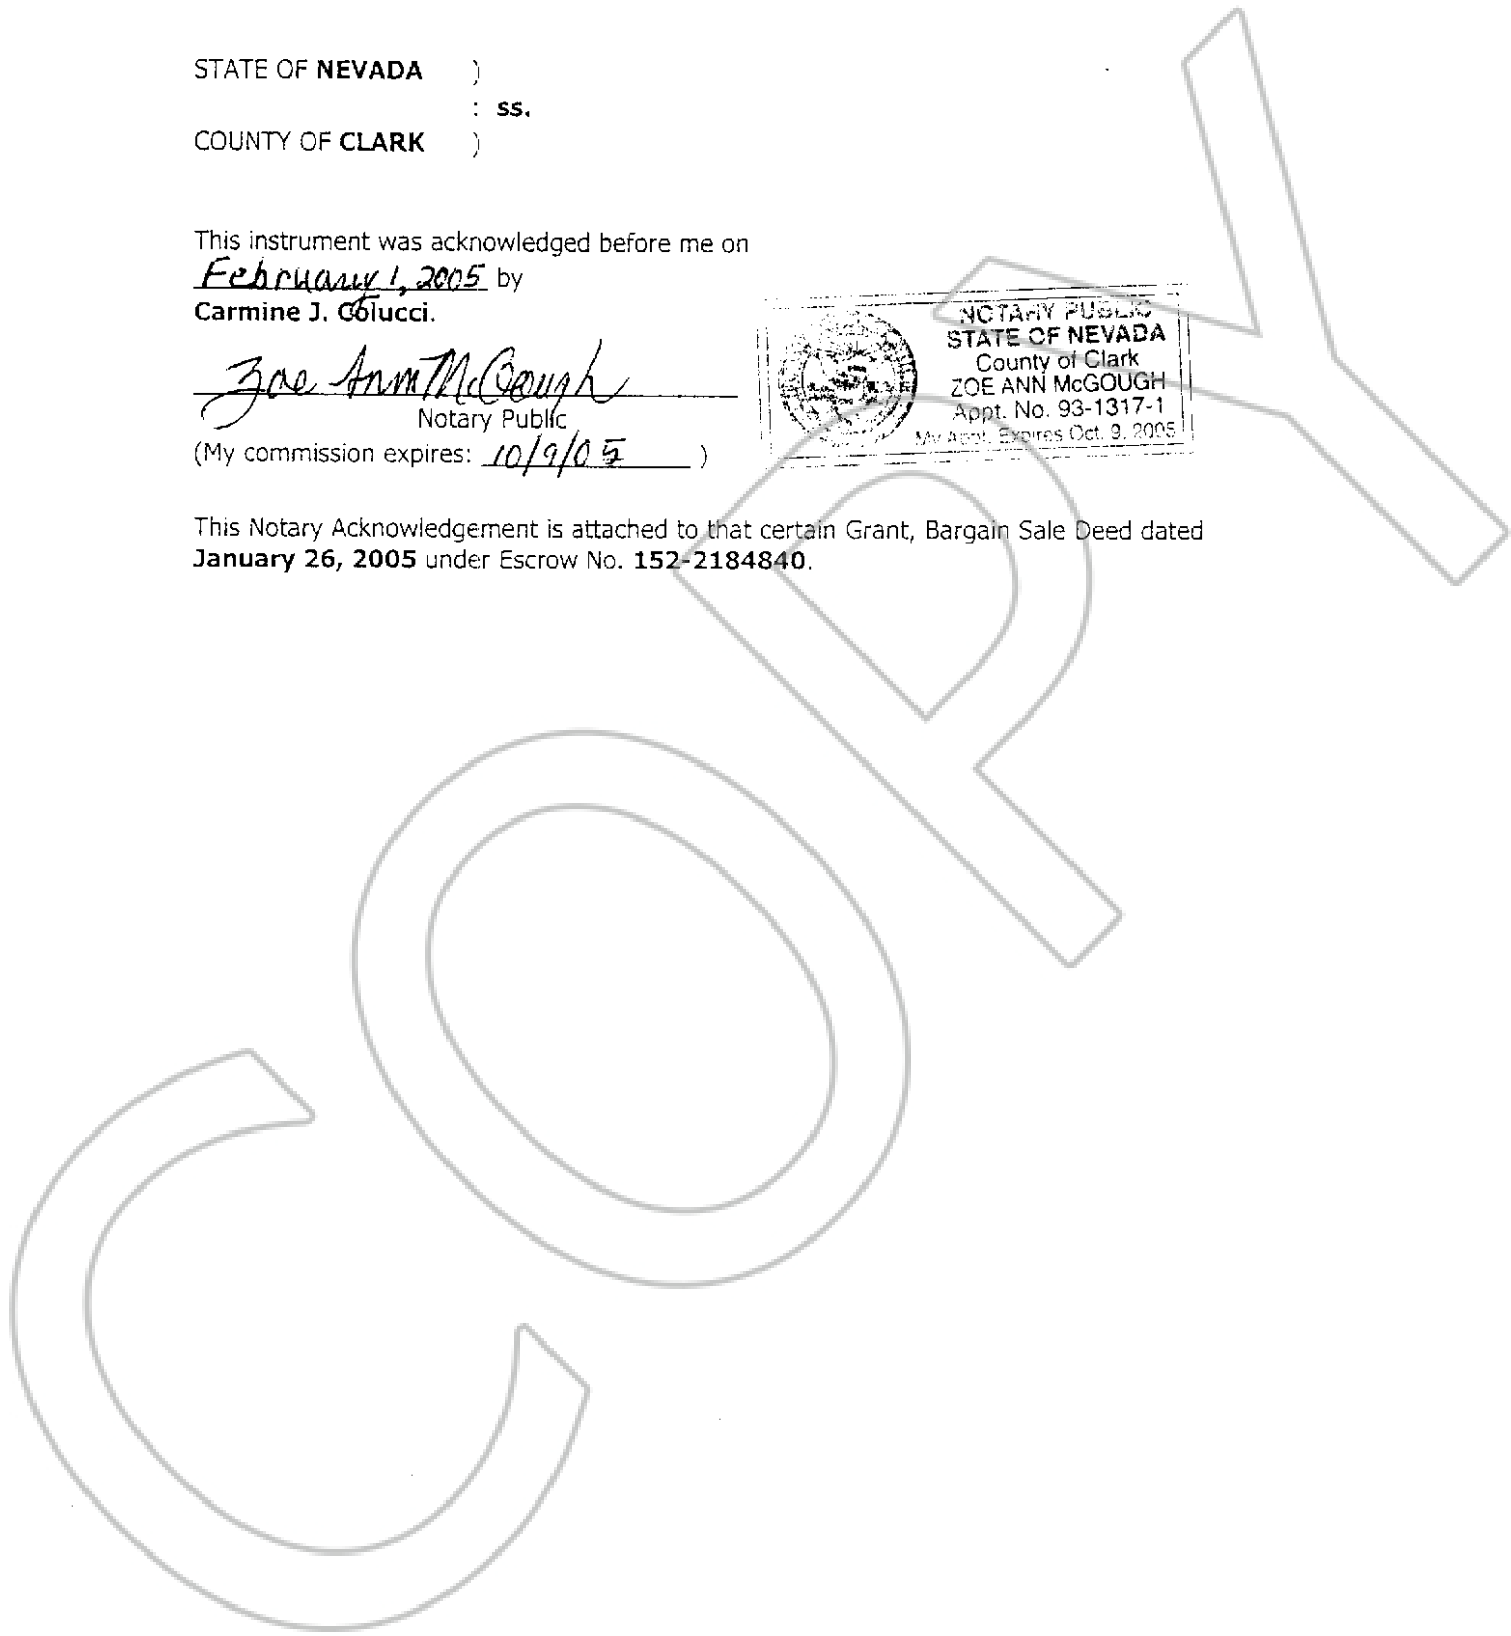 STATE OF NEVADA )
: ss.
COUNTY OF CLARK )
This instrument was acknowledged before me on
February 1, 2005 by
Carmine J. Colucci.
Zoe Ann McGough
Notary Public
(My commission expires: 10/9/05 )
NOTARY PUBLIC
STATE OF NEVADA
County of Clark
ZOE ANN McGOUGH
Appt. No. 93-1317-1
My Appt. Expires Oct. 9, 2005
This Notary Acknowledgement is attached to that certain Grant, Bargain Sale Deed dated
January 26, 2005 under Escrow No. 152-2184840.
COPY